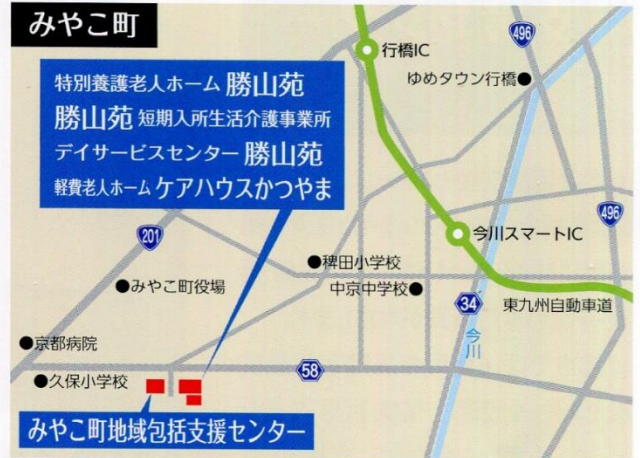 みやこ町
特別養護老人ホーム 勝山苑
勝山苑 短期入所生活介護事業所
デイサービスセンター 勝山苑
軽費老人ホーム ケアハウスかつやま
行橋IC
496
ゆめタウン行橋
201
496
今川スマートIC
稗田小学校
みやこ町役場
中京中学校
34
東九州自動車道
今川
京都病院
58
久保小学校
みやこ町地域包括支援センター